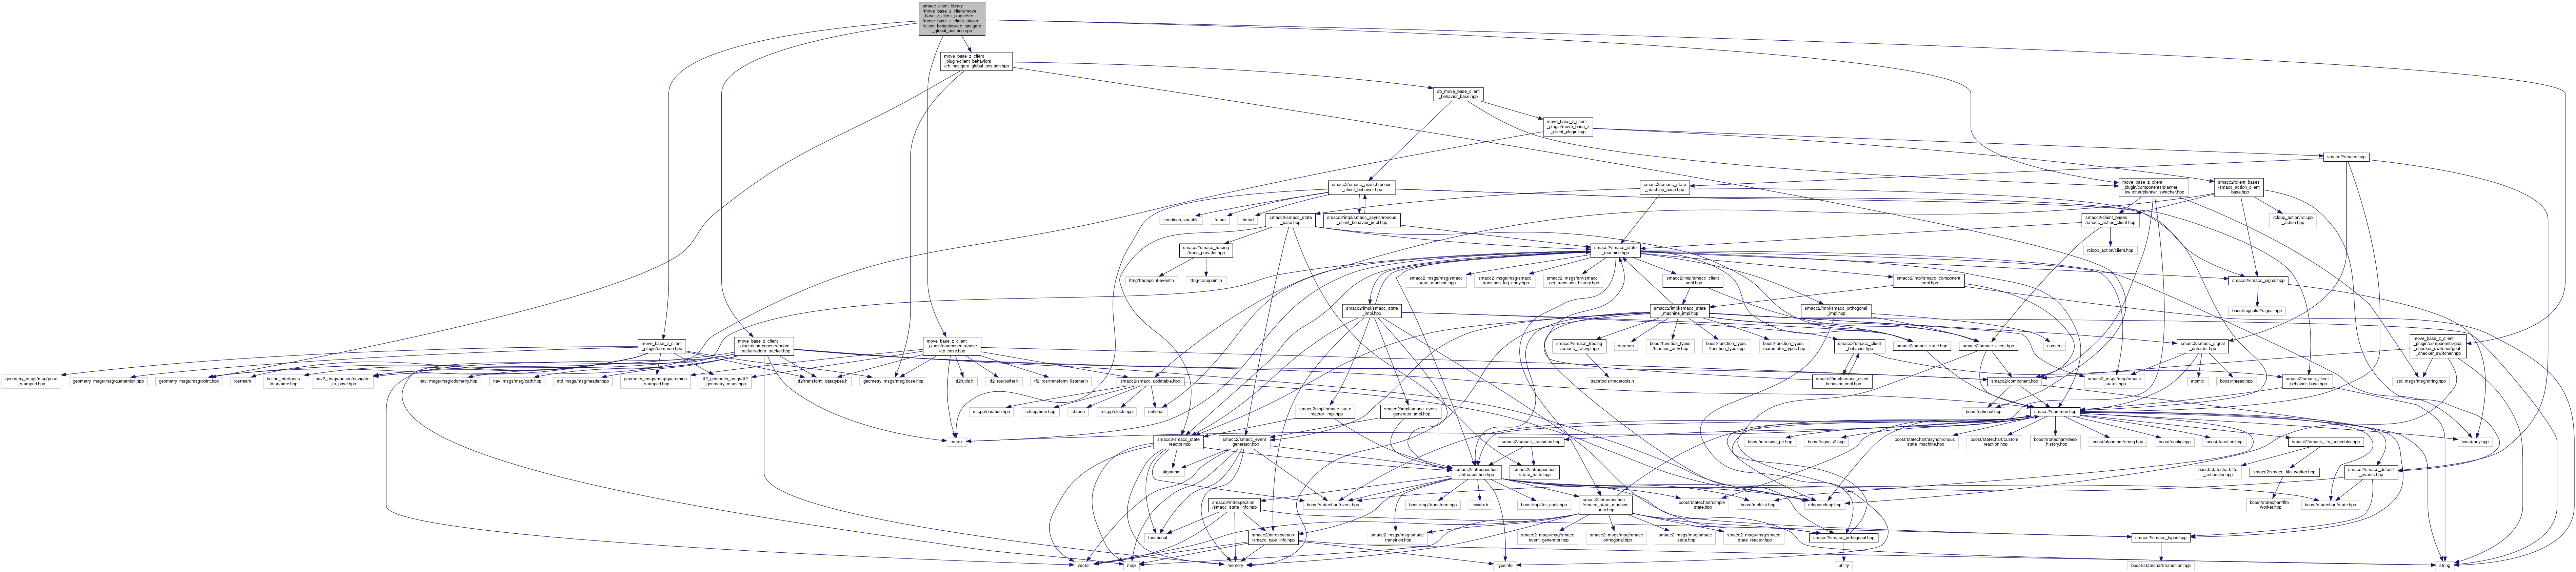 smacc_client_library
/move_base_z_client/move
_base_z_client_plugin/src
/move_base_z_client_plugin
/client_behaviors/cb_navigate
_global_position.cpp
move_base_z_client
_plugin/client_behaviors
/cb_navigate_global_position.hpp
cb_move_base_client
_behavior_base.hpp
move_base_z_client
_plugin/move_base_z
_client_plugin.hpp
smacc2/smacc.hpp
smacc2/smacc_asynchronous
_client_behavior.hpp
smacc2/smacc_state
_machine_base.hpp
move_base_z_client
_plugin/components/planner
_switcher/planner_switcher.hpp
smacc2/client_bases
/smacc_action_client
_base.hpp
condition_variable
future
thread
smacc2/smacc_state
_base.hpp
smacc2/impl/smacc_asynchronous
_client_behavior_impl.hpp
smacc2/client_bases
/smacc_action_client.hpp
rclcpp_action/rclcpp
_action.hpp
smacc2/smacc_tracing
/trace_provider.hpp
smacc2/smacc_state
_machine.hpp
rclcpp_action/client.hpp
lttng/tracepoint-event.h
lttng/tracepoint.h
smacc2_msgs/msg/smacc
_state_machine.hpp
smacc2_msgs/msg/smacc
_transition_log_entry.hpp
smacc2_msgs/srv/smacc
_get_transition_history.hpp
smacc2/impl/smacc_client
_impl.hpp
smacc2/impl/smacc_component
_impl.hpp
smacc2/smacc_signal.hpp
smacc2/impl/smacc_state
_impl.hpp
smacc2/impl/smacc_state
_machine_impl.hpp
smacc2/impl/smacc_orthogonal
_impl.hpp
boost/signals2/signal.hpp
move_base_z_client
_plugin/common.hpp
move_base_z_client
_plugin/components/odom
_tracker/odom_tracker.hpp
move_base_z_client
_plugin/components/pose
/cp_pose.hpp
smacc2/smacc_tracing
/smacc_tracing.hpp
sstream
boost/function_types
/function_arity.hpp
boost/function_types
/function_type.hpp
boost/function_types
/parameter_types.hpp
smacc2/smacc_client
_behavior.hpp
smacc2/smacc_state.hpp
smacc2/smacc_client.hpp
cassert
smacc2/smacc_signal
_detector.hpp
move_base_z_client
_plugin/components/goal
_checker_switcher/goal
_checker_switcher.hpp
geometry_msgs/msg/pose
_stamped.hpp
geometry_msgs/msg/quaternion.hpp
geometry_msgs/msg/point.hpp
iostream
builtin_interfaces
/msg/time.hpp
nav2_msgs/action/navigate
_to_pose.hpp
nav_msgs/msg/odometry.hpp
nav_msgs/msg/path.hpp
std_msgs/msg/header.hpp
geometry_msgs/msg/quaternion
_stamped.hpp
tf2_geometry_msgs/tf2
_geometry_msgs.hpp
tf2/transform_datatypes.h
geometry_msgs/msg/pose.hpp
tf2/utils.h
tf2_ros/buffer.h
tf2_ros/transform_listener.h
smacc2/smacc_updatable.hpp
tracetools/tracetools.h
smacc2/impl/smacc_client
_behavior_impl.hpp
smacc2/component.hpp
smacc2_msgs/msg/smacc
_status.hpp
atomic
boost/thread.hpp
smacc2/smacc_client
_behavior_base.hpp
std_msgs/msg/string.hpp
rclcpp/duration.hpp
rclcpp/time.hpp
chrono
rclcpp/clock.hpp
optional
smacc2/impl/smacc_state
_reactor_impl.hpp
smacc2/impl/smacc_event
_generator_impl.hpp
boost/optional.hpp
smacc2/common.hpp
mutex
smacc2/smacc_state
_reactor.hpp
smacc2/smacc_event
_generator.hpp
smacc2/smacc_transition.hpp
boost/intrusive_ptr.hpp
boost/signals2.hpp
boost/statechart/asynchronous
_state_machine.hpp
boost/statechart/custom
_reaction.hpp
boost/statechart/deep
_history.hpp
boost/algorithm/string.hpp
boost/config.hpp
boost/function.hpp
smacc2/smacc_fifo_scheduler.hpp
boost/any.hpp
algorithm
smacc2/introspection
/introspection.hpp
smacc2/introspection
/state_traits.hpp
boost/statechart/fifo
_scheduler.hpp
smacc2/smacc_fifo_worker.hpp
smacc2/smacc_default
_events.hpp
smacc2/introspection
/smacc_state_info.hpp
boost/statechart/event.hpp
boost/mpl/transform.hpp
cxxabi.h
boost/mpl/for_each.hpp
smacc2/introspection
/smacc_state_machine
_info.hpp
boost/statechart/simple
_state.hpp
boost/mpl/list.hpp
rclcpp/rclcpp.hpp
boost/statechart/fifo
_worker.hpp
boost/statechart/state.hpp
functional
smacc2/introspection
/smacc_type_info.hpp
smacc2_msgs/msg/smacc
_transition.hpp
smacc2_msgs/msg/smacc
_event_generator.hpp
smacc2_msgs/msg/smacc
_orthogonal.hpp
smacc2_msgs/msg/smacc
_state.hpp
smacc2_msgs/msg/smacc
_state_reactor.hpp
smacc2/smacc_orthogonal.hpp
smacc2/smacc_types.hpp
vector
map
memory
typeinfo
utility
boost/statechart/transition.hpp
string